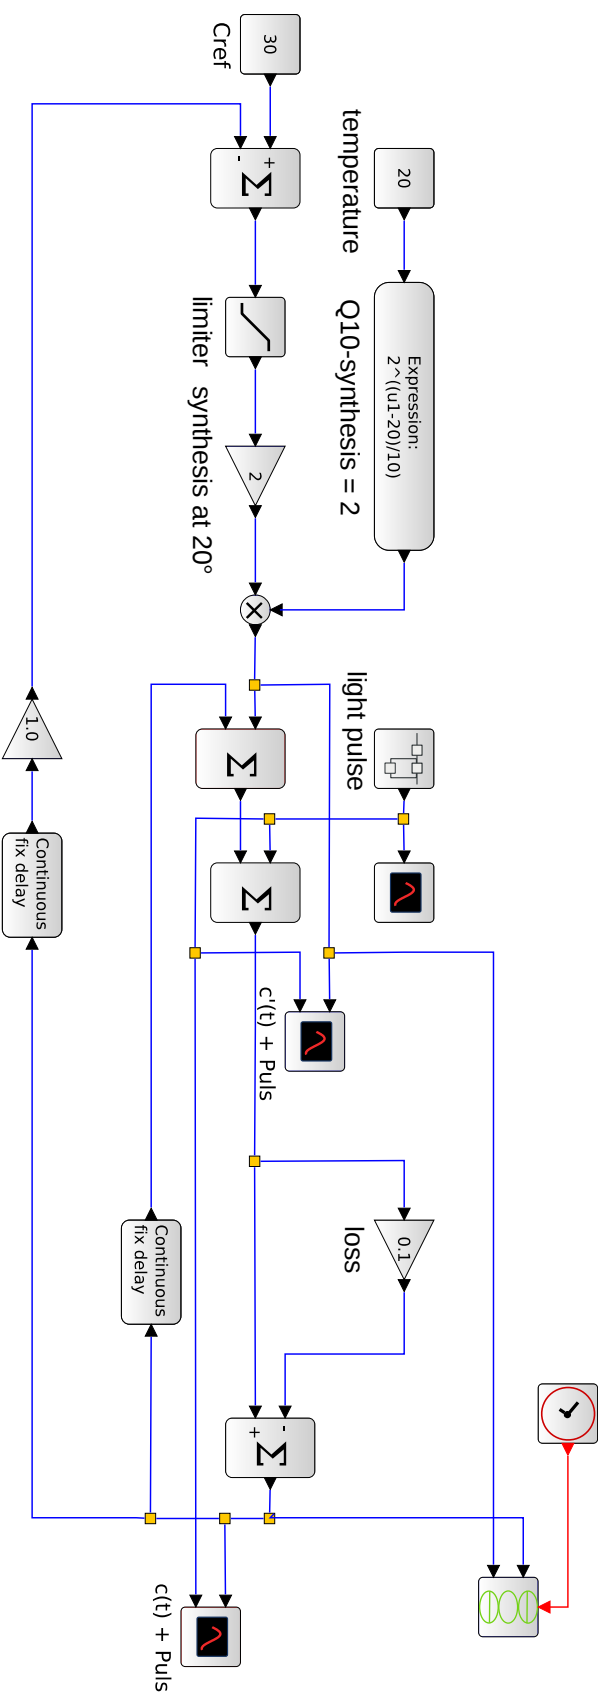 30
Cref
+
-
Σ
20
temperature
Expression:
2^((u1-20)/10)
Q10-synthesis = 2
limiter
2
synthesis at 20°
light pulse
Σ
Σ
c'(t) + Puls
0.1
loss
-
+
Σ
c(t) + Puls
Continuous
fix delay
1.0
Continuous
fix delay